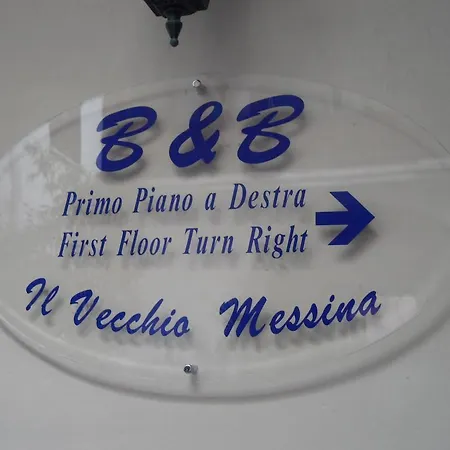 B & B
Primo Piano a Destra
First Floor Turn Right
Il Vecchio Messina